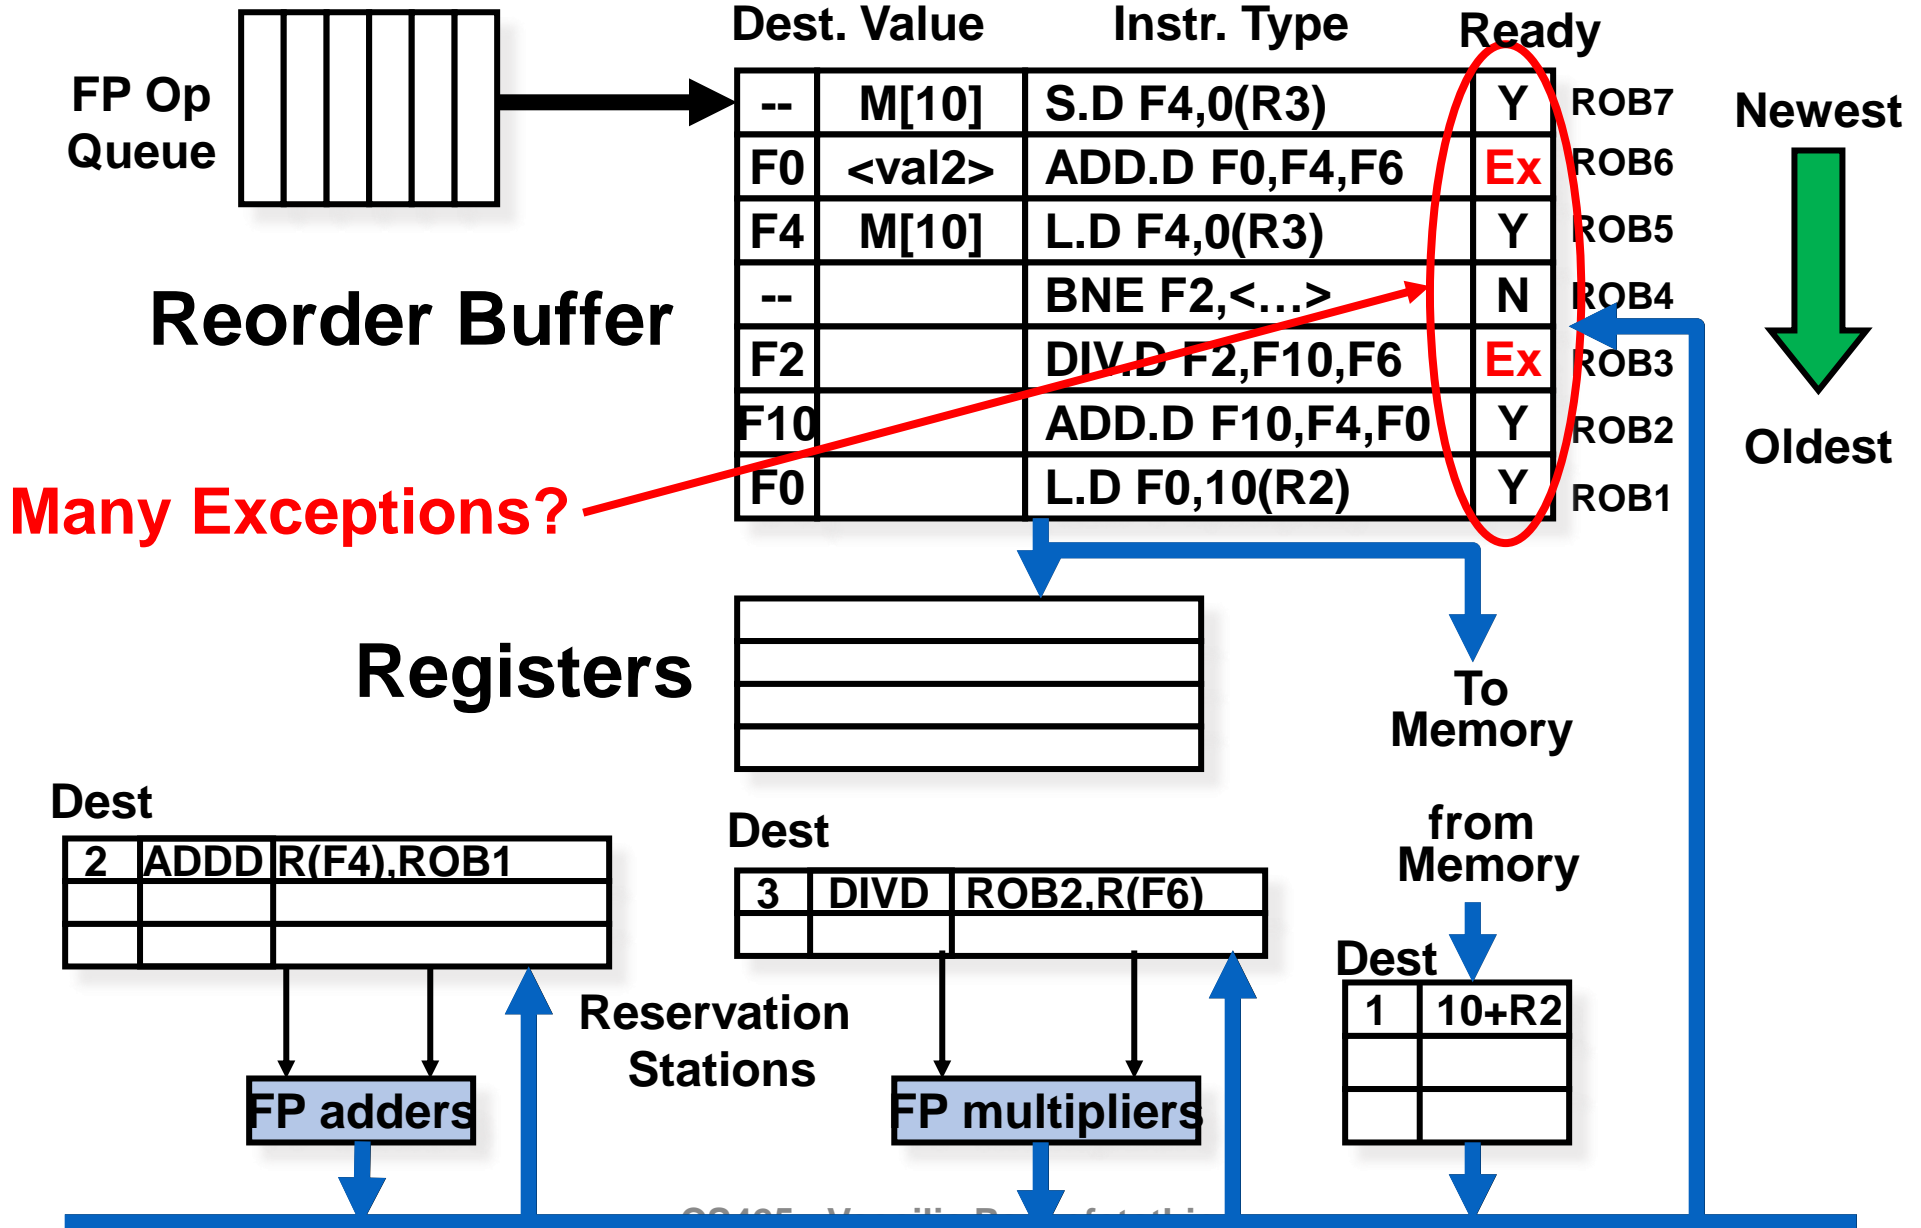 Dest. Value Instr. Type Ready
FP Op
Queue
-- M[10] S.D F4,0(R3) Y ROB7
F0 <val2> ADD.D F0,F4,F6 Ex ROB6
F4 M[10] L.D F4,0(R3) Y ROB5
-- BNE F2,<…> N ROB4
F2 DIV.D F2,F10,F6 Ex ROB3
F10 ADD.D F10,F4,F0 Y ROB2
F0 L.D F0,10(R2) Y ROB1
Newest
Oldest
Reorder Buffer
Many Exceptions?
Registers
To
Memory
Dest
2 ADDD R(F4),ROB1
Dest
3 DIVD ROB2,R(F6)
from
Memory
Dest
1 10+R2
Reservation
Stations
FP adders
FP multipliers